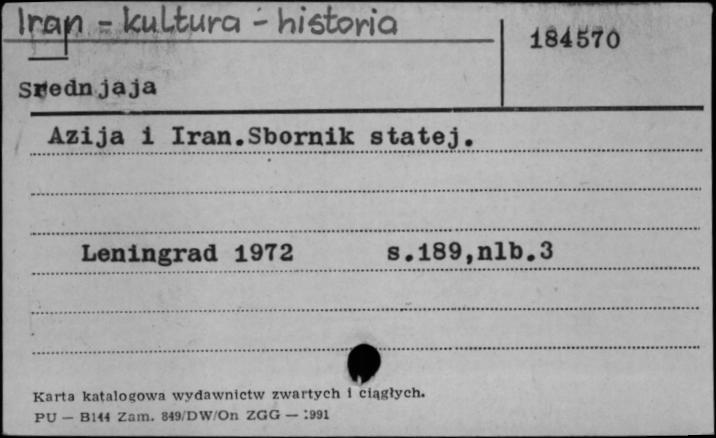 Iran - kultura - historia
184570
Srednjaja
Azija i Iran.Sbornik statej.
Leningrad 1972 s.189,nlb.3
Karta katalogowa wydawnictw zwartych i ciągłych.
PU — B144 Zam. 849/DW/On ZGG — 1991